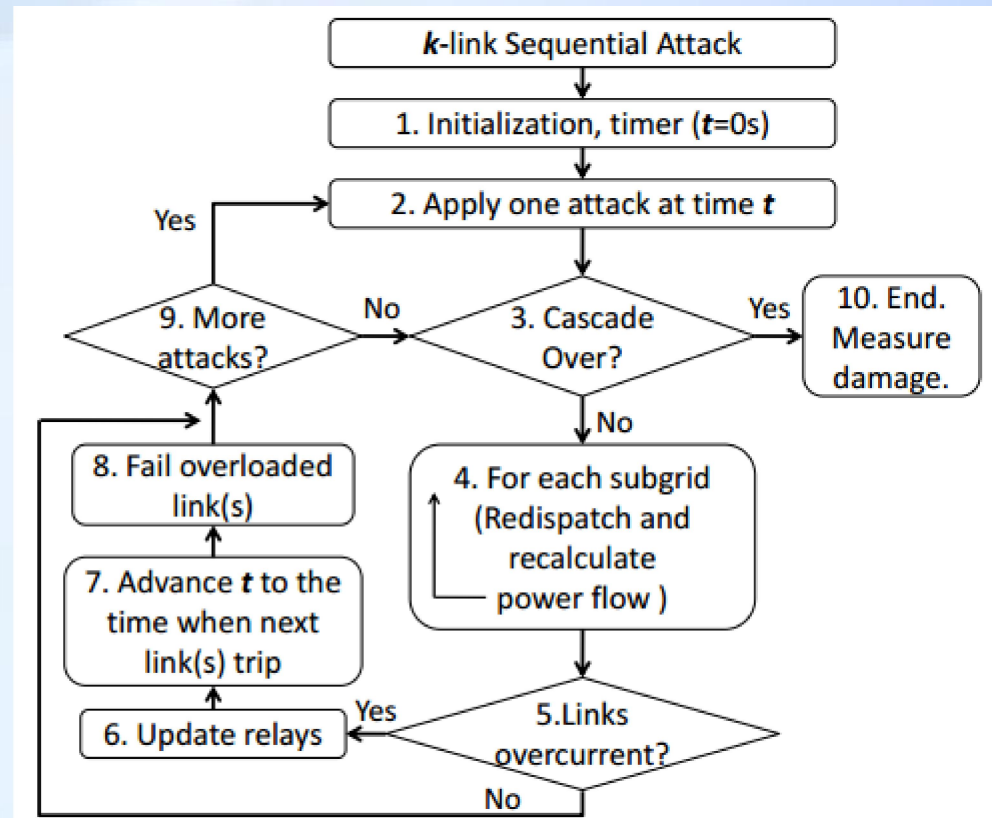 k-link Sequential Attack
1. Initialization, timer (t=0s)
2. Apply one attack at time t
Yes
9. More
attacks?
No
3. Cascade
Over?
Yes
10. End.
Measure
damage.
No
8. Fail overloaded
link(s)
4. For each subgrid
(Redispatch and
recalculate
power flow )
7. Advance t to the
time when next
link(s) trip
6. Update relays
Yes
5.Links
overcurrent?
No